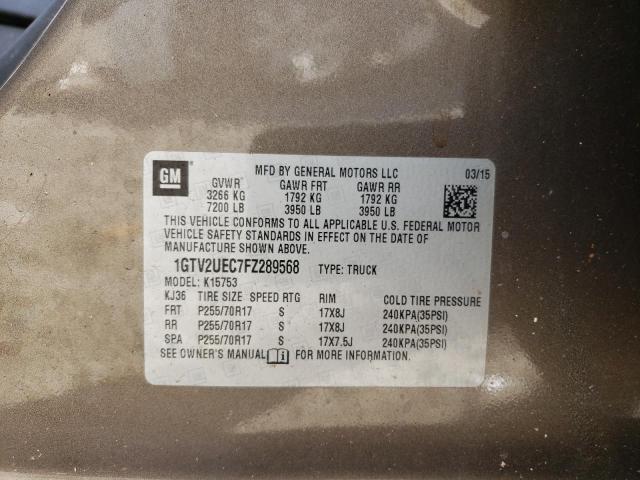 GM
MFD BY GENERAL MOTORS LLC 03/15
GVWR GAWR FRT GAWR RR
3266 KG 1792 KG 1792 KG
7200 LB 3950 LB 3950 LB
THIS VEHICLE CONFORMS TO ALL APPLICABLE U.S. FEDERAL MOTOR
VEHICLE SAFETY STANDARDS IN EFFECT ON THE DATE OF
MANUFACTURE SHOWN ABOVE.
1GTV2UEC7FZ289568 TYPE: TRUCK
MODEL: K15753
KJ36 TIRE SIZE SPEED RTG RIM COLD TIRE PRESSURE
FRT P255/70R17 S 17X8J 240KPA(35PSI)
RR P255/70R17 S 17X8J 240KPA(35PSI)
SPA P255/70R17 S 17X7.5J 240KPA(35PSI)
SEE OWNER'S MANUAL FOR MORE INFORMATION.